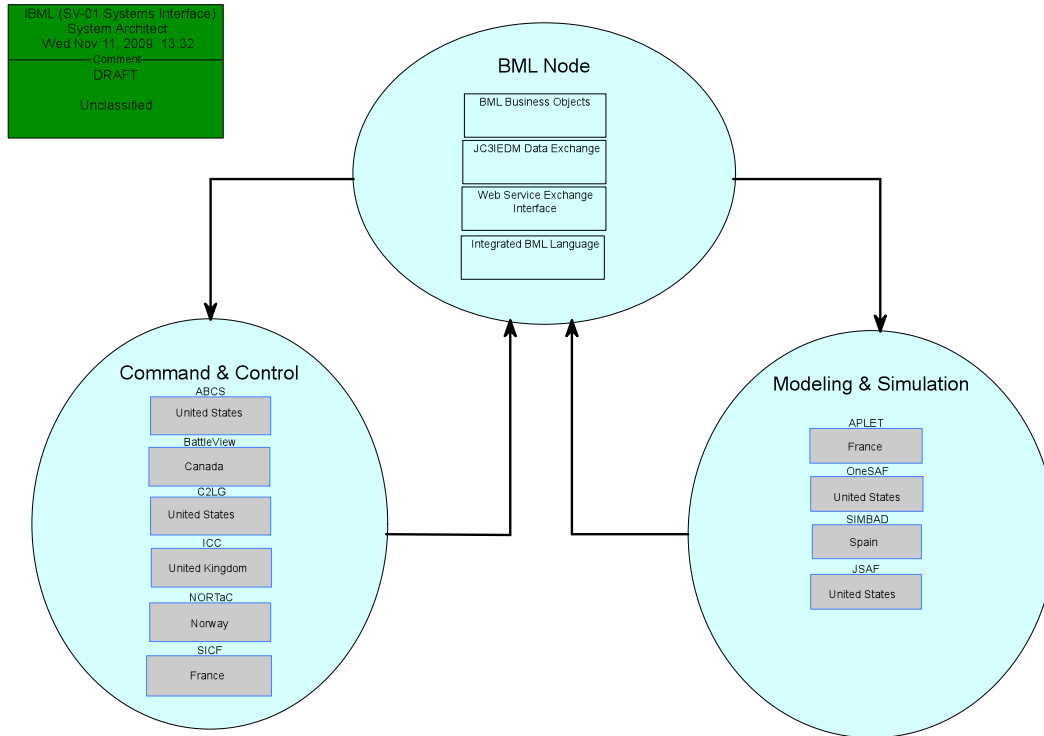 IBML (SV-01 Systems Interface)
System Architect
Wed Nov 11, 2009 13:32
Comment
DRAFT
Unclassified
BML Node
BML Business Objects
JC3IEDM Data Exchange
Web Service Exchange
Interface
Integrated BML Language
Command & Control
ABCS
United States
BattleView
Canada
C2LG
United States
ICC
United Kingdom
NORTaC
Norway
SICF
France
Modeling & Simulation
APLET
France
OneSAF
United States
SIMBAD
Spain
JSAF
United States